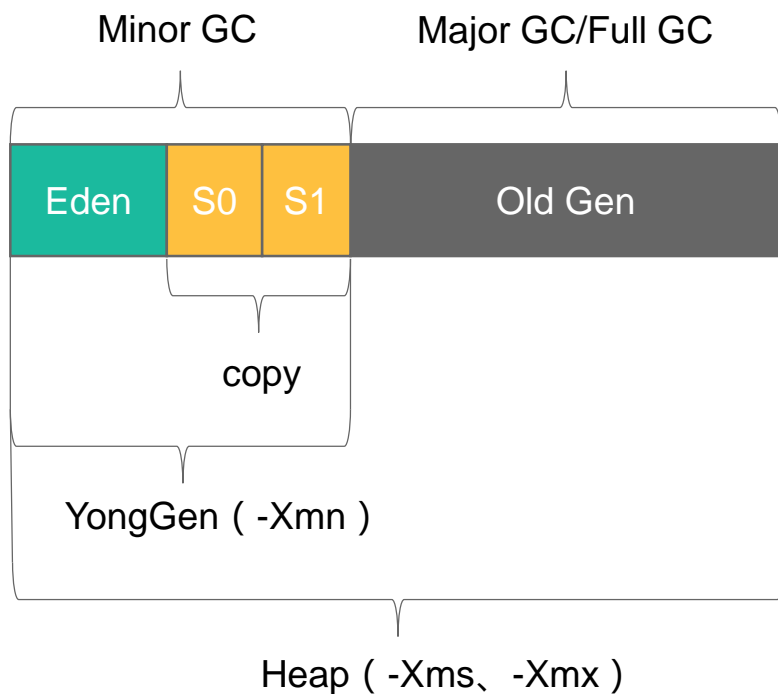 Minor GC Major GC/Full GC
Eden S0 S1 Old Gen
copy
YongGen ( -Xmn )
Heap ( -Xms、-Xmx )